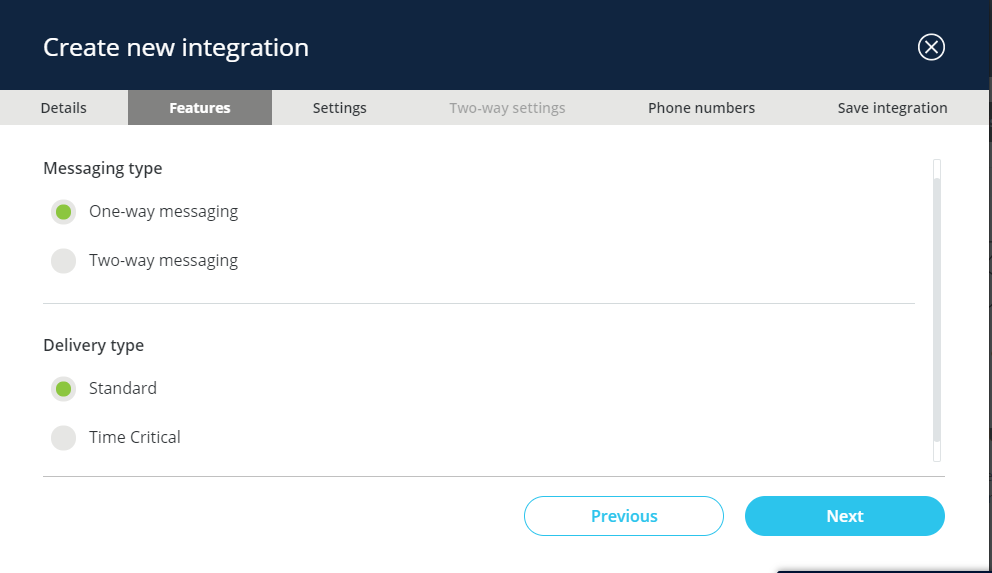 Create new integration
Details Features Settings Two-way settings Phone numbers Save integration
Messaging type
One-way messaging
Two-way messaging
Delivery type
Standard
Time Critical
Previous Next